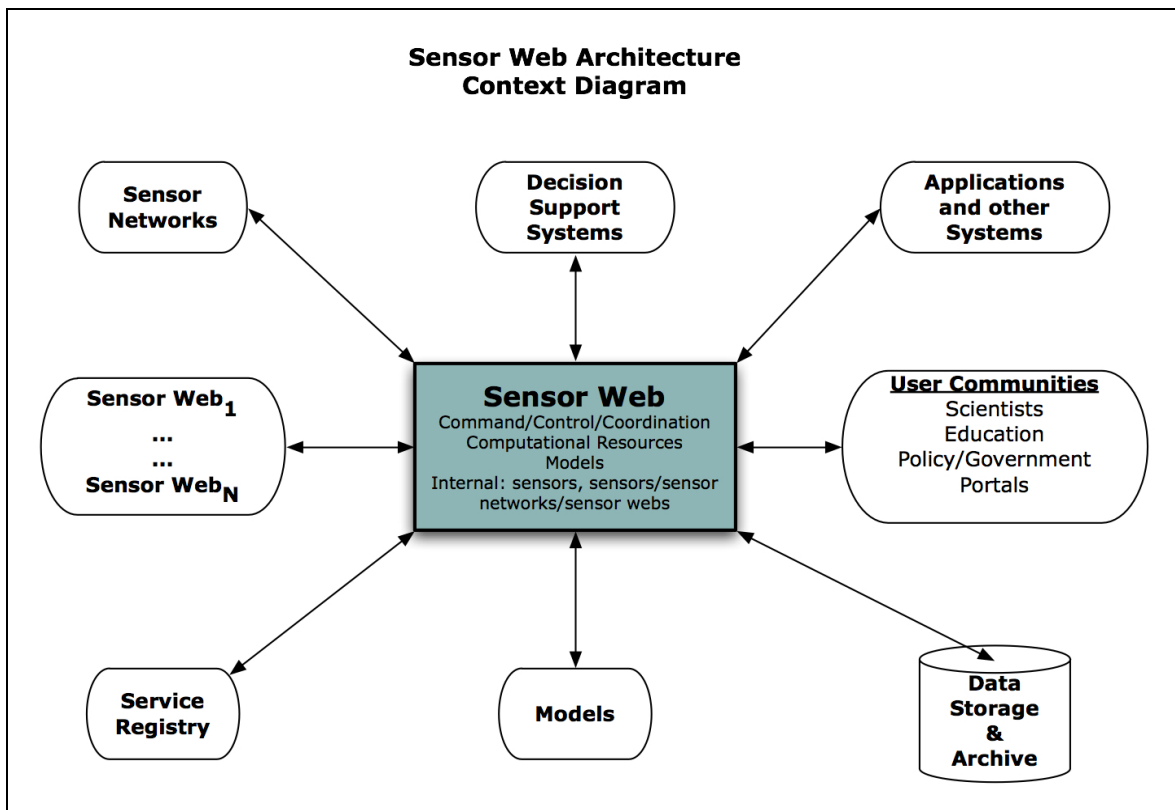 Sensor Web Architecture
Context Diagram
Sensor
Networks
Decision
Support
Systems
Applications
and other
Systems
Sensor Web1
...
...
Sensor WebN
Sensor Web
Command/Control/Coordination
Computational Resources
Models
Internal: sensors, sensors/sensor
networks/sensor webs
User Communities
Scientists
Education
Policy/Government
Portals
Service
Registry
Models
Data
Storage
&
Archive